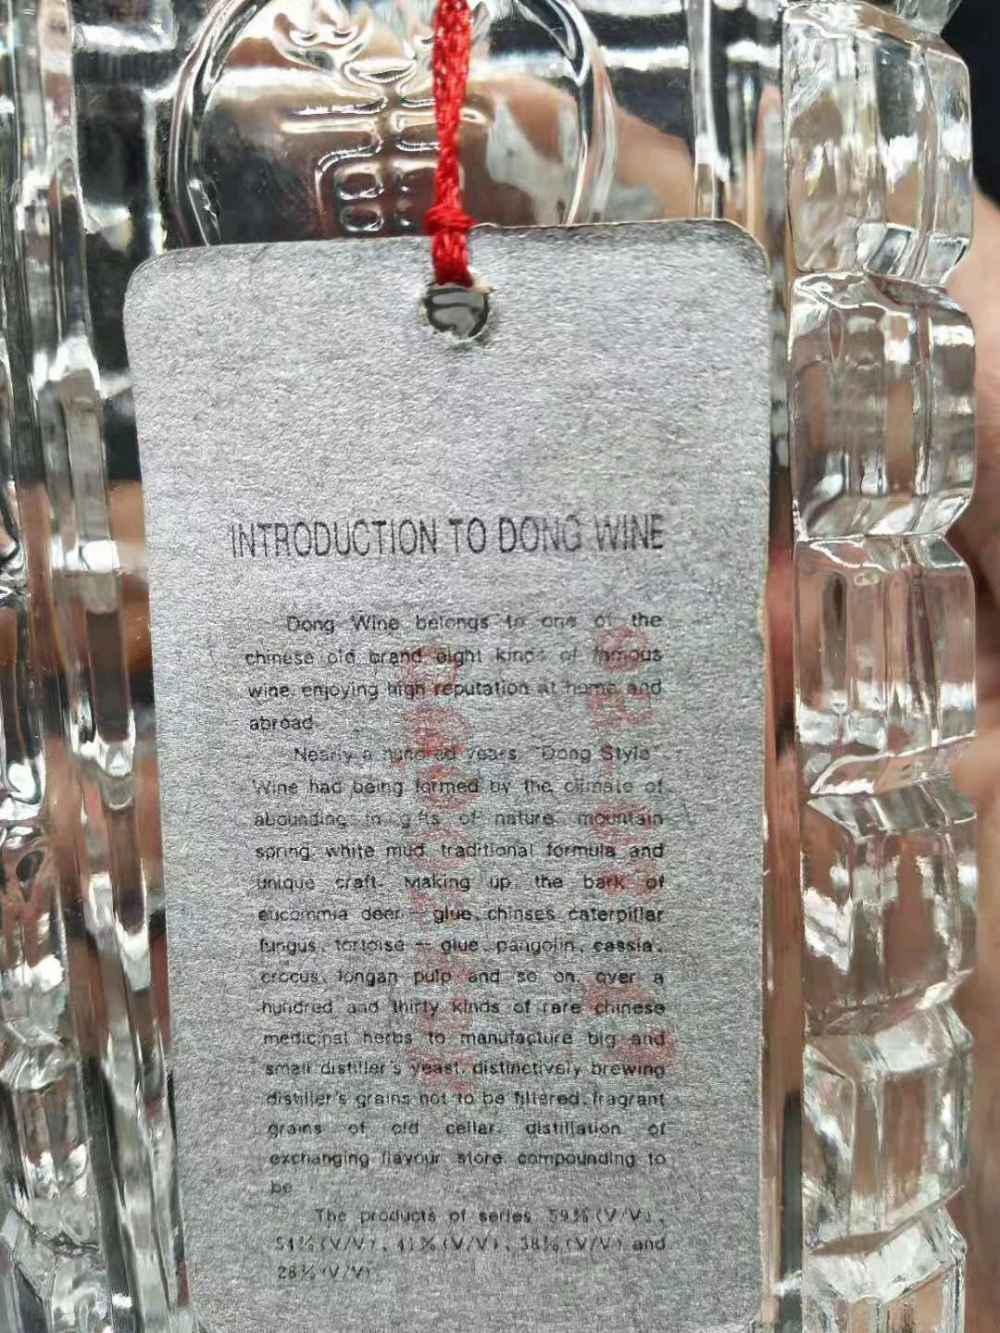 INTRODUCTION TO DONG WINE
Dong Wine belongs to one of the
chinese old brand eight kinds of famous
wine, enjoying high reputation at home and
abroad
Nearly a hundred years "Dong Style"
Wine had being formed by the climate of
abounding in gifts of nature mountain
spring white mud traditional formula and
unique craft. Making up the bark of
eucommia deer - glue, chinses caterpillar
fungus, tortoise - glue, pangolin, cassia,
crocus, longan pulp and so on, over a
hundred and thirty kinds of rare chinese
medicinal herbs to manufacture big and
small distiller's yeast, distinctively brewing
distiller's grains not to be filtered, fragrant
grains of old cellar, distillation of
exchanging flavour, store, compounding to
be
The products of series 59%(V/V),
54%(V/V), 41%(V/V), 38%(V/V) and
28%(V/V)